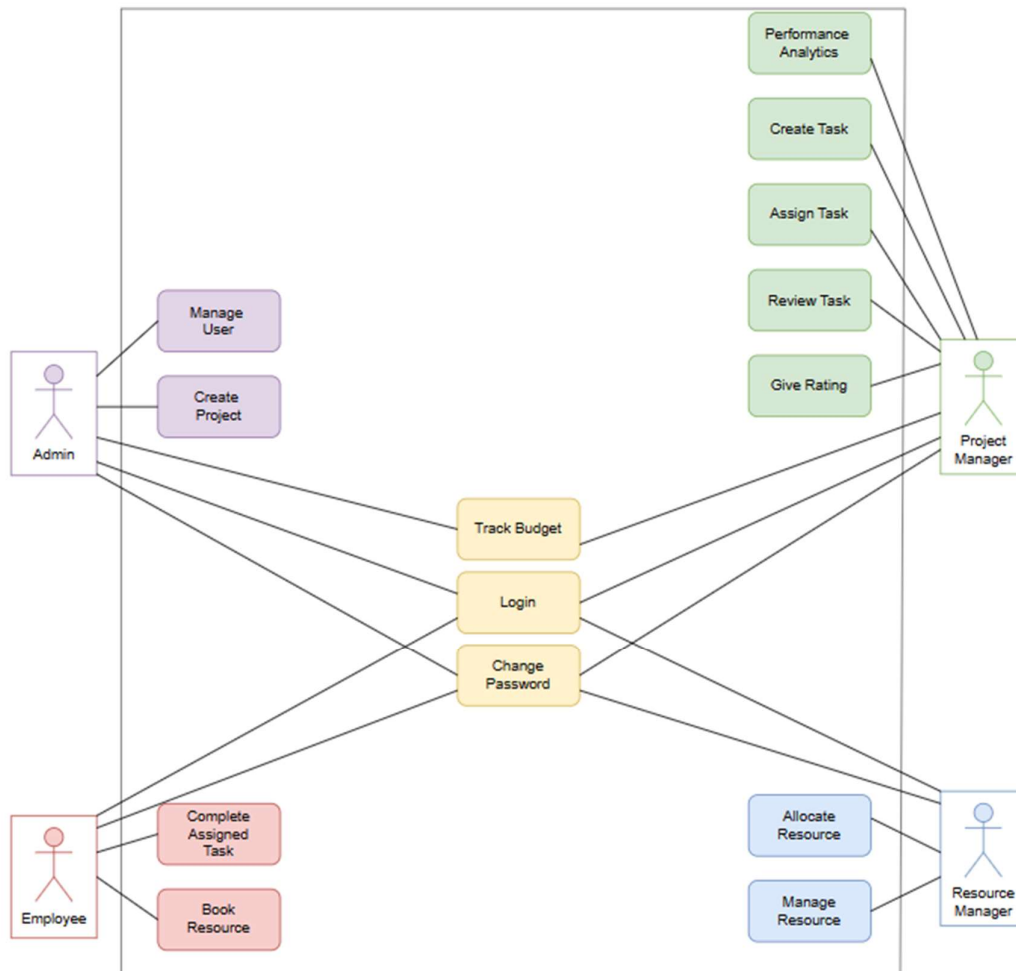 Performance
Analytics
Create Task
Assign Task
Review Task
Give Rating
Project
Manager
Manage
User
Create
Project
Admin
Track Budget
Login
Change
Password
Complete
Assigned
Task
Book
Resource
Employee
Allocate
Resource
Manage
Resource
Resource
Manager